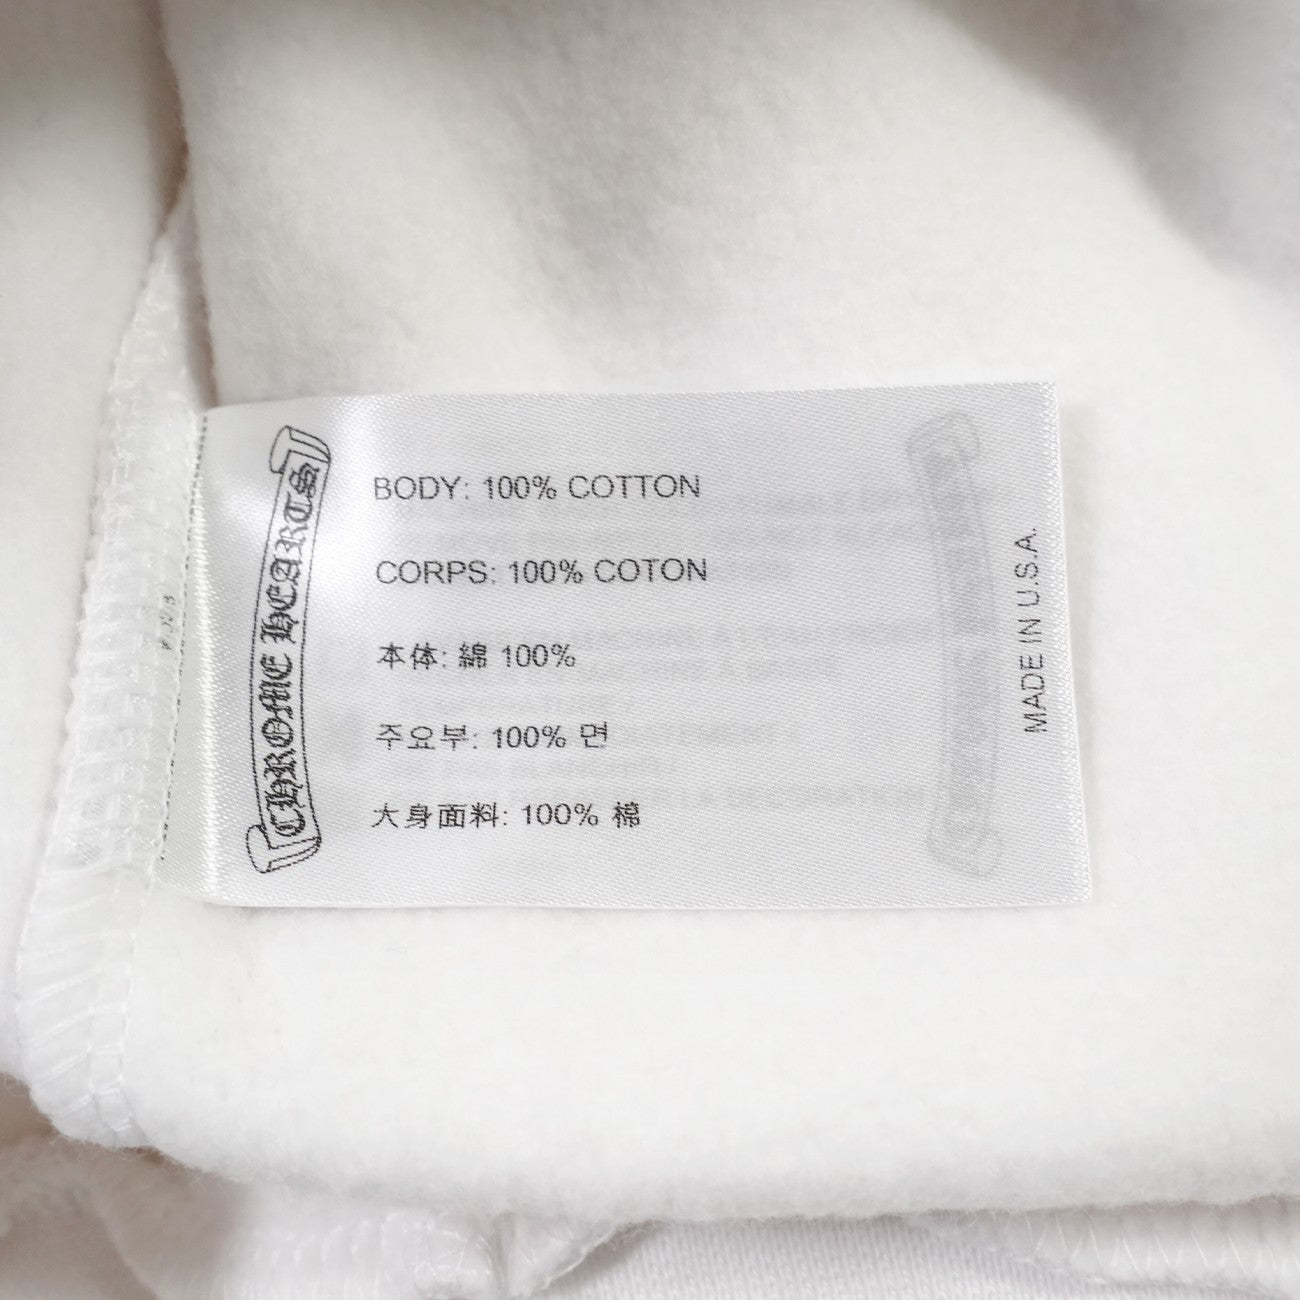 CHROME HEARTS
BODY: 100% COTTON
CORPS: 100% COTON
本体: 綿 100%
주요부: 100% 면
大身面料: 100% 棉
MADE IN U.S.A.